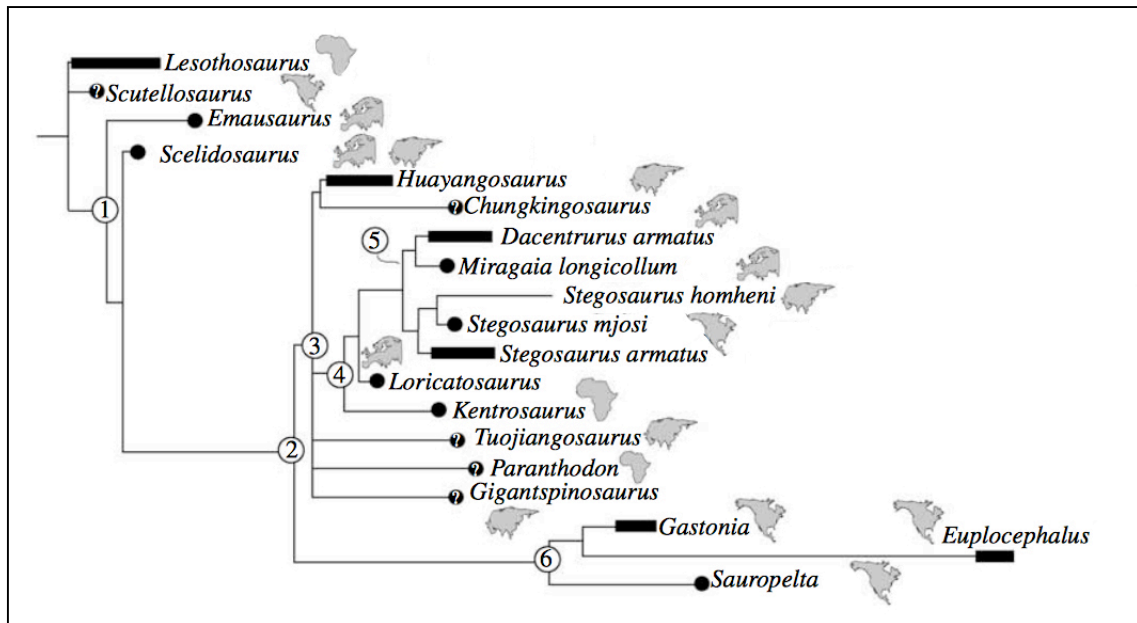 Lesothosaurus
? Scutellosaurus
Emausaurus
Scelidosaurus
1
Huayangosaurus
? Chungkingosaurus
5
Dacentrurus armatus
Miragaia longicollum
Stegosaurus homheni
Stegosaurus mjosi
3
Stegosaurus armatus
4
Loricatosaurus
Kentrosaurus
2
? Tuojiangosaurus
? Paranthodon
? Gigantspinosaurus
Gastonia
Euplocephalus
6
Sauropelta